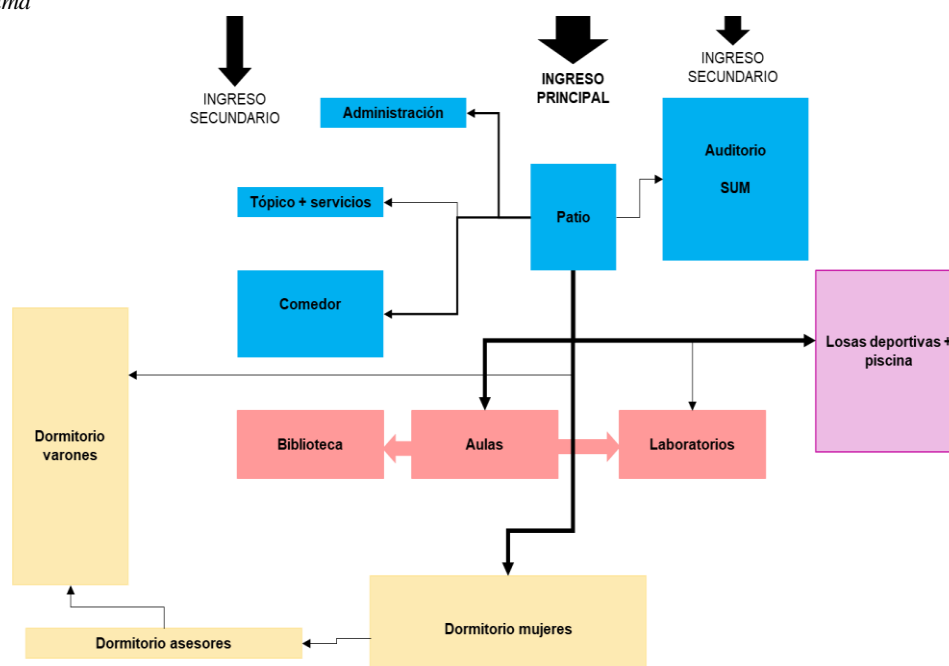 INGRESO
SECUNDARIO
INGRESO
PRINCIPAL
INGRESO
SECUNDARIO
Administración
Auditorio
SUM
Tópico + servicios
Patio
Comedor
Losas deportivas +
piscina
Dormitorio
varones
Biblioteca
Aulas
Laboratorios
Dormitorio mujeres
Dormitorio asesores